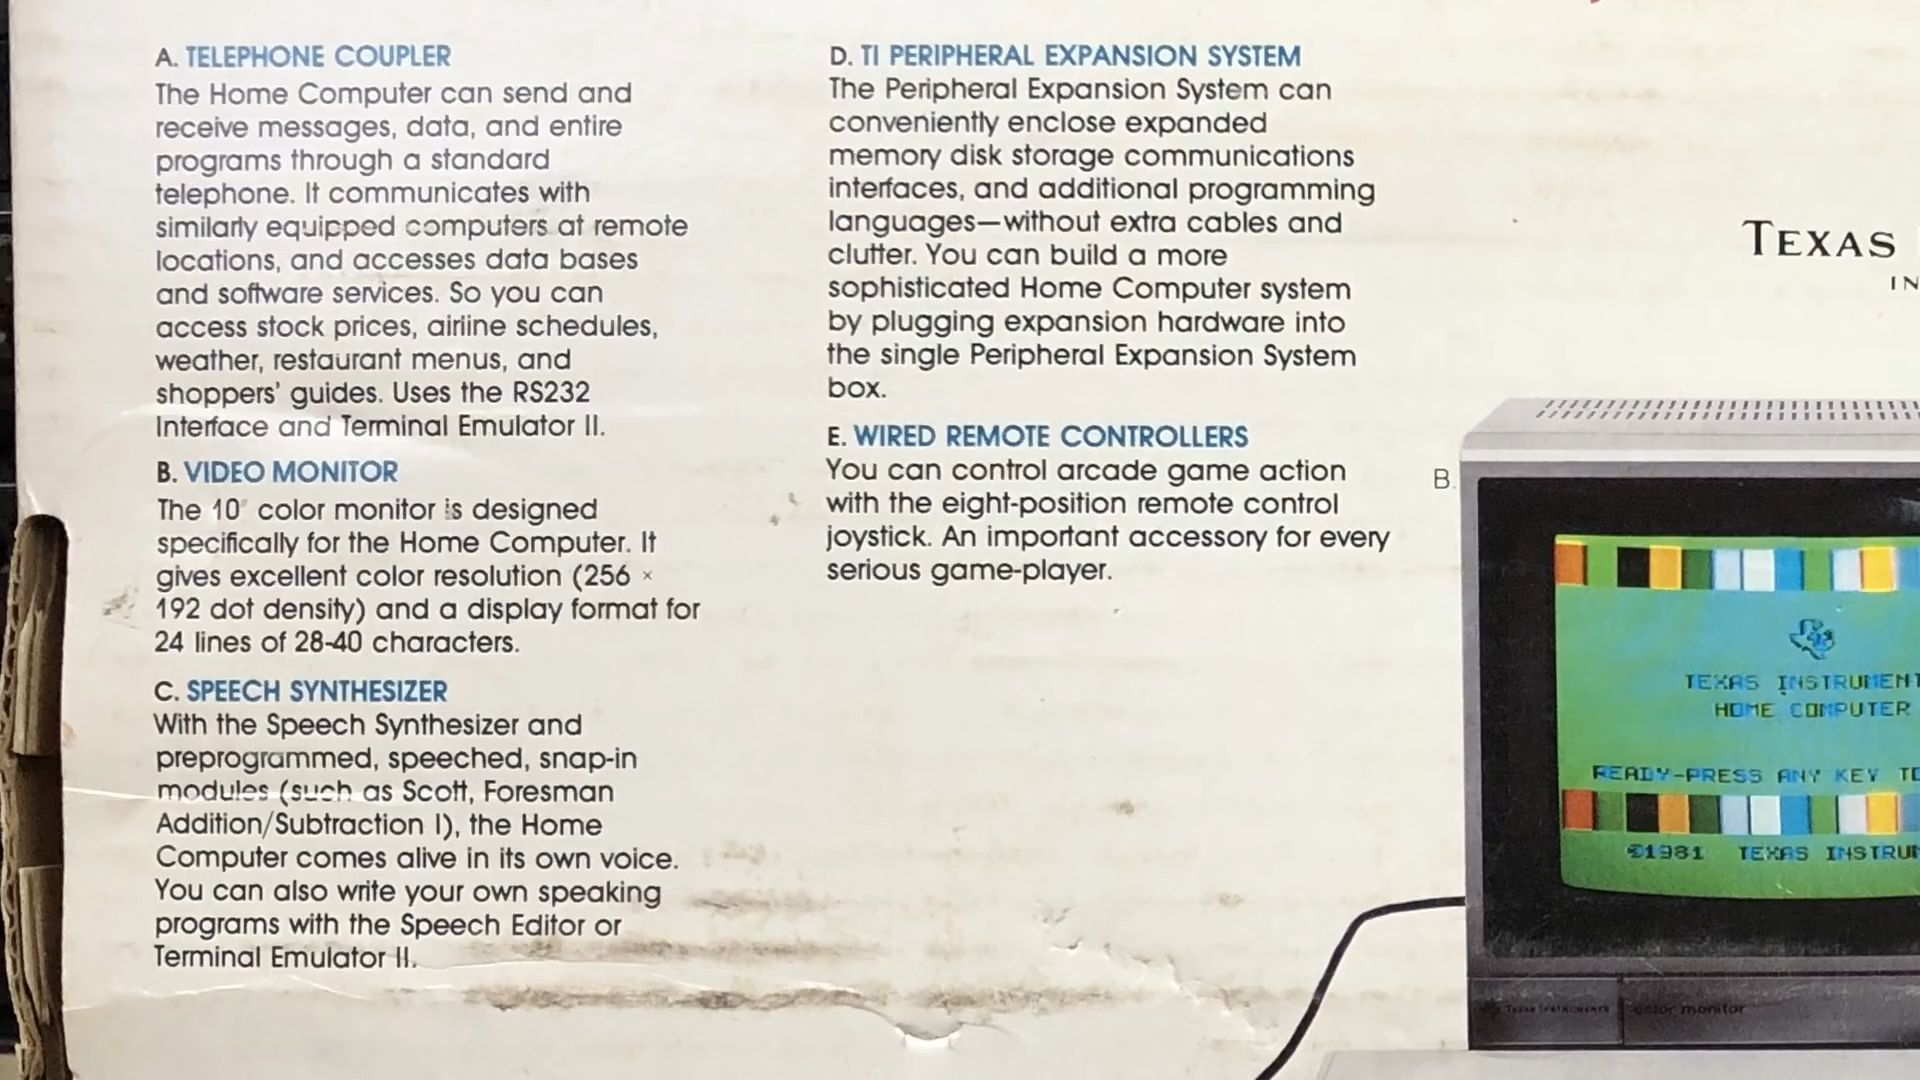 A. TELEPHONE COUPLER
The Home Computer can send and
receive messages, data, and entire
programs through a standard
telephone. It communicates with
similarly equipped computers at remote
locations, and accesses data bases
and software services. So you can
access stock prices, airline schedules,
weather, restaurant menus, and
shoppers' guides. Uses the RS232
Interface and Terminal Emulator II.
B. VIDEO MONITOR
The 10" color monitor is designed
specifically for the Home Computer. It
gives excellent color resolution (256 ×
192 dot density) and a display format for
24 lines of 28-40 characters.
C. SPEECH SYNTHESIZER
With the Speech Synthesizer and
preprogrammed, speeched, snap-in
modules (such as Scott, Foresman
Addition/Subtraction I), the Home
Computer comes alive in its own voice.
You can also write your own speaking
programs with the Speech Editor or
Terminal Emulator II.
D. TI PERIPHERAL EXPANSION SYSTEM
The Peripheral Expansion System can
conveniently enclose expanded
memory disk storage communications
interfaces, and additional programming
languages—without extra cables and
clutter. You can build a more
sophisticated Home Computer system
by plugging expansion hardware into
the single Peripheral Expansion System
box.
E. WIRED REMOTE CONTROLLERS
You can control arcade game action
with the eight-position remote control
joystick. An important accessory for every
serious game-player.
TEXAS
IN
B.
TEXAS INSTRUMENT
HOME COMPUTER
READY-PRESS ANY KEY TO
©1981 TEXAS INSTRUM
TEXAS INSTRUMENTS color monitor